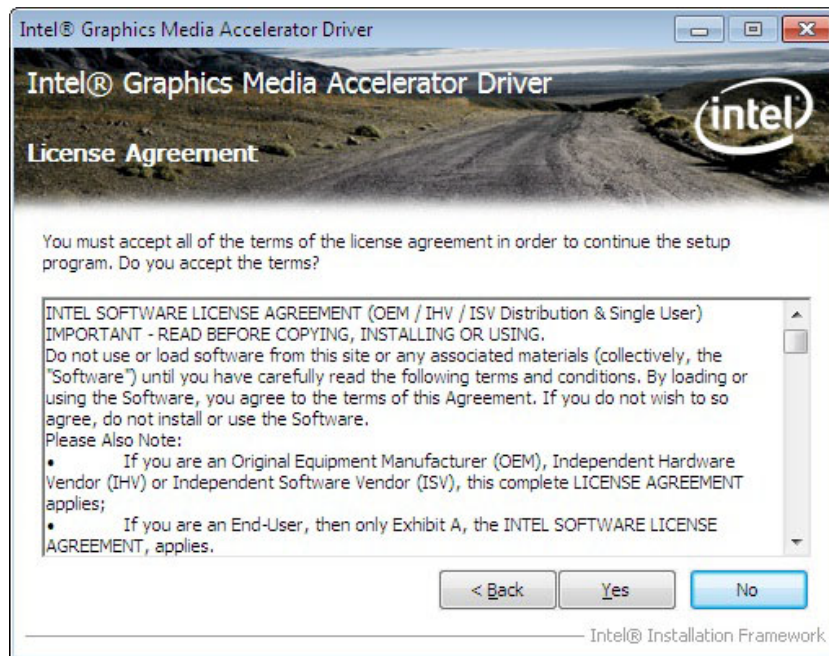 Intel® Graphics Media Accelerator Driver
Intel® Graphics Media Accelerator Driver
intel
License Agreement
You must accept all of the terms of the license agreement in order to continue the setup
program. Do you accept the terms?
INTEL SOFTWARE LICENSE AGREEMENT (OEM / IHV / ISV Distribution & Single User)
IMPORTANT - READ BEFORE COPYING, INSTALLING OR USING.
Do not use or load software from this site or any associated materials (collectively, the
"Software") until you have carefully read the following terms and conditions. By loading or
using the Software, you agree to the terms of this Agreement. If you do not wish to so
agree, do not install or use the Software.
Please Also Note:
• If you are an Original Equipment Manufacturer (OEM), Independent Hardware
Vendor (IHV) or Independent Software Vendor (ISV), this complete LICENSE AGREEMENT
applies;
• If you are an End-User, then only Exhibit A, the INTEL SOFTWARE LICENSE
AGREEMENT, applies.
< Back Yes No
Intel® Installation Framework